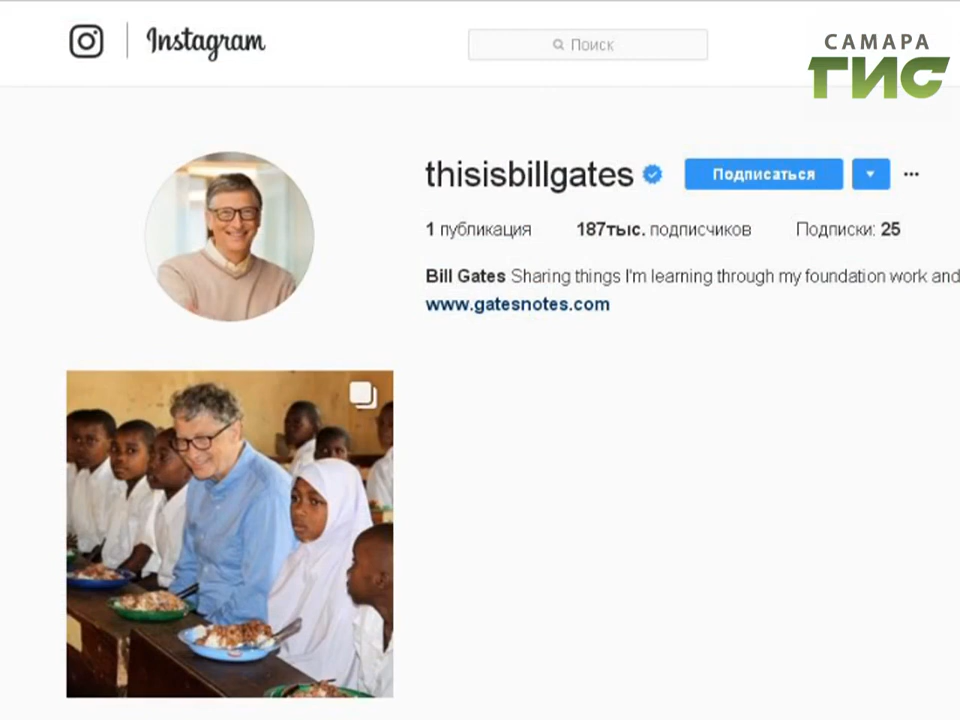 Instagram
Поиск
САМАРА
ГИС
thisisbillgates
Подписаться
1 публикация 187тыс. подписчиков Подписки: 25
Bill Gates Sharing things I'm learning through my foundation work and
www.gatesnotes.com